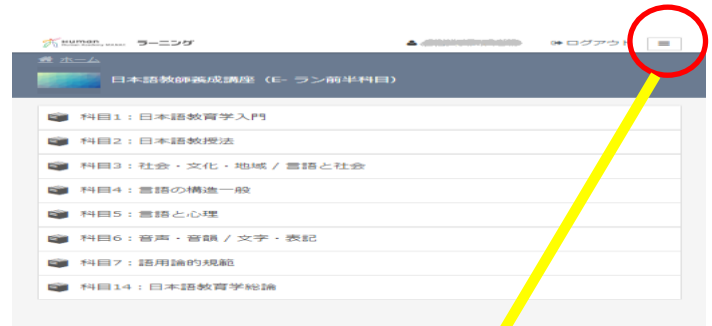 human ラーニング ログアウト
ホーム
日本語教師養成講座（E- ラン前半科目）
科目1：日本語教育学入門
科目2：日本語教授法
科目3：社会・文化・地域 / 言語と社会
科目4：言語の構造一般
科目5：言語と心理
科目6：音声・音韻 / 文字・表記
科目7：語用論的規範
科目14：日本語教育学総論